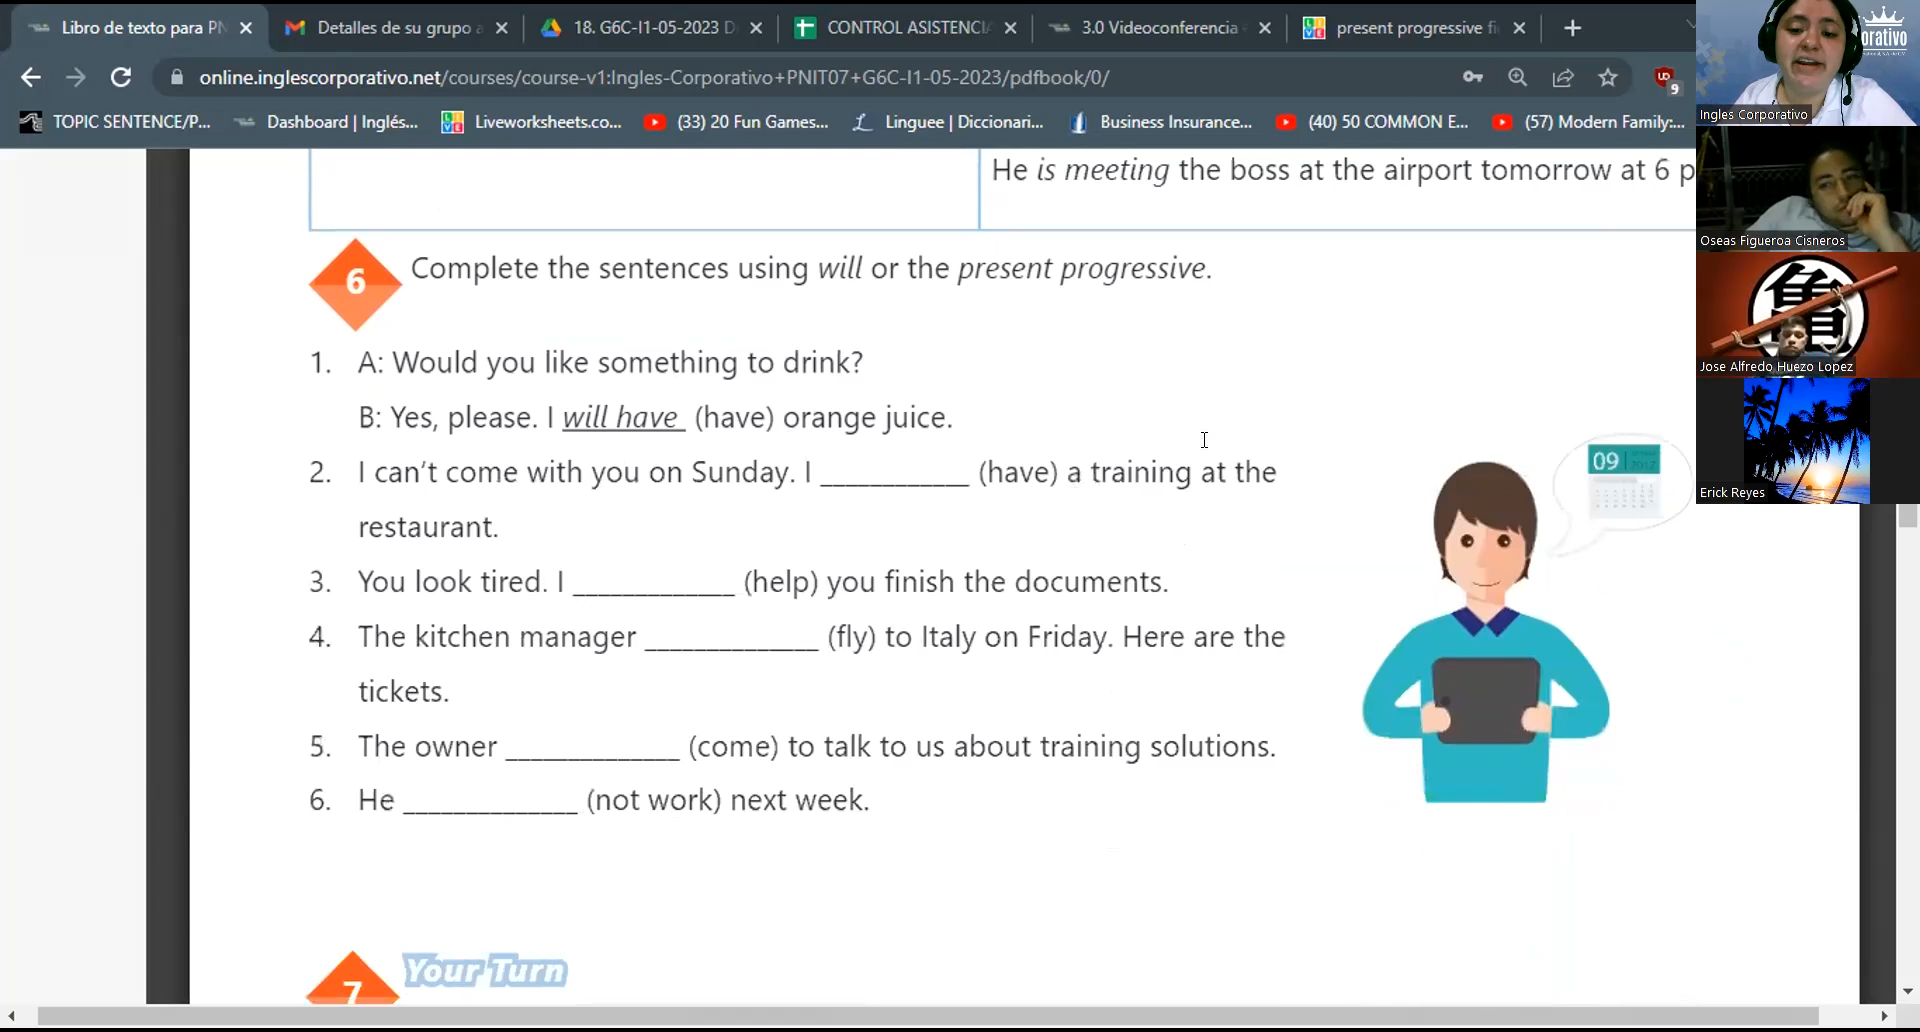 Libro de texto para PN
Detalles de su grupo a
18. G6C-I1-05-2023 D
CONTROL ASISTENCIA
3.0 Videoconferencia
present progressive fi
online.inglescorporativo.net/courses/course-v1:Ingles-Corporativo+PNIT07+G6C-I1-05-2023/pdfbook/0/
9
TOPIC SENTENCE/P...
Dashboard | Inglés...
Liveworksheets.co...
(33) 20 Fun Games...
Linguee | Diccionari...
Business Insurance...
(40) 50 COMMON E...
(57) Modern Family:...
orativo
Ingles Corporativo
Oseas Figueroa Cisneros
Jose Alfredo Huezo Lopez
Erick Reyes
He is meeting the boss at the airport tomorrow at 6 p
6 Complete the sentences using will or the present progressive.
1. A: Would you like something to drink?
B: Yes, please. I will have (have) orange juice.
2. I can't come with you on Sunday. I ____________ (have) a training at the
restaurant.
3. You look tired. I _____________ (help) you finish the documents.
4. The kitchen manager ______________ (fly) to Italy on Friday. Here are the
tickets.
5. The owner ______________ (come) to talk to us about training solutions.
6. He ______________ (not work) next week.
09
7 Your Turn